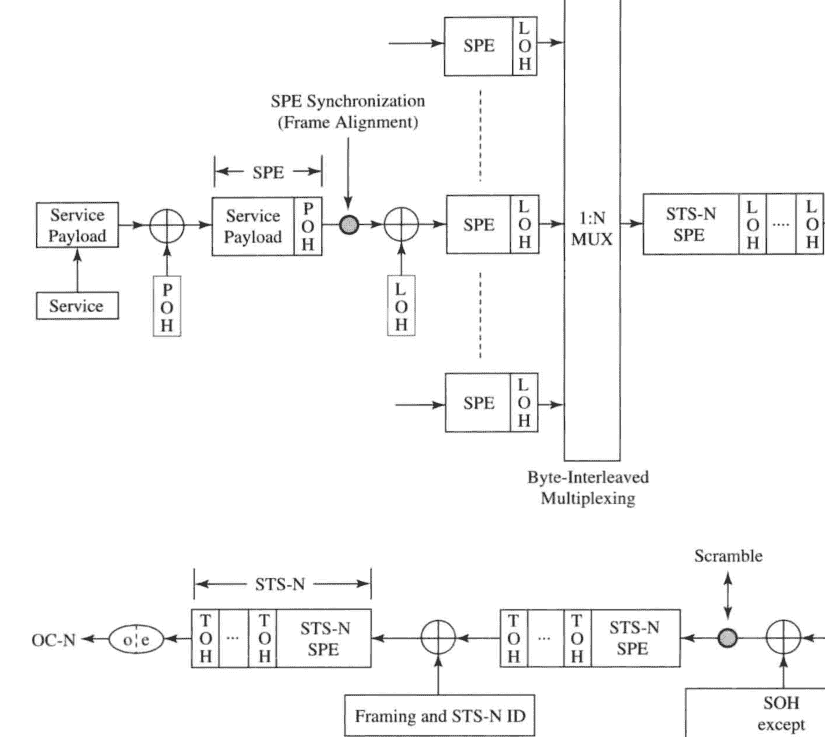 SPE
L
O
H
SPE Synchronization
(Frame Alignment)
SPE
Service
Payload
Service
Payload
P
O
H
SPE
L
O
H
1:N
MUX
STS-N
SPE
L
O
H
....
L
O
H
Service
P
O
H
L
O
H
SPE
L
O
H
Byte-Interleaved
Multiplexing
Scramble
STS-N
OC-N
o¦e
T
O
H
...
T
O
H
STS-N
SPE
T
O
H
...
T
O
H
STS-N
SPE
Framing and STS-N ID
SOH
except